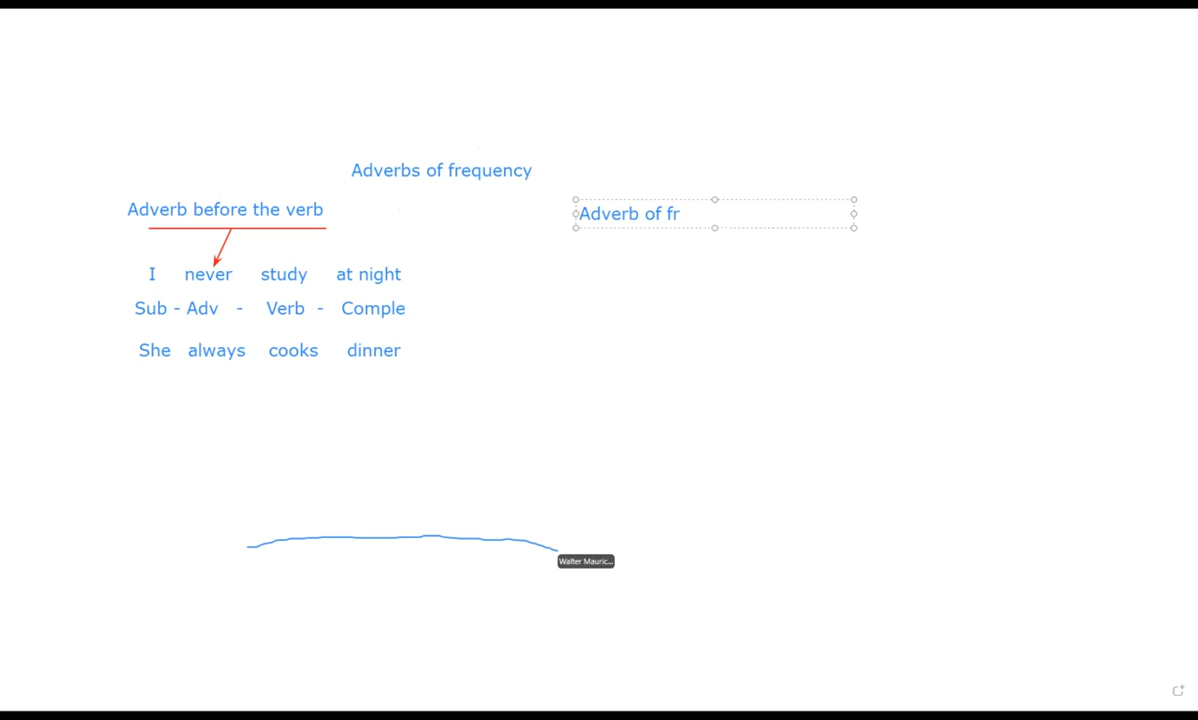 Adverbs of frequency
Adverb before the verb
Adverb of fr
I never study at night
Sub - Adv - Verb - Comple
She always cooks dinner
Walter Mauric...